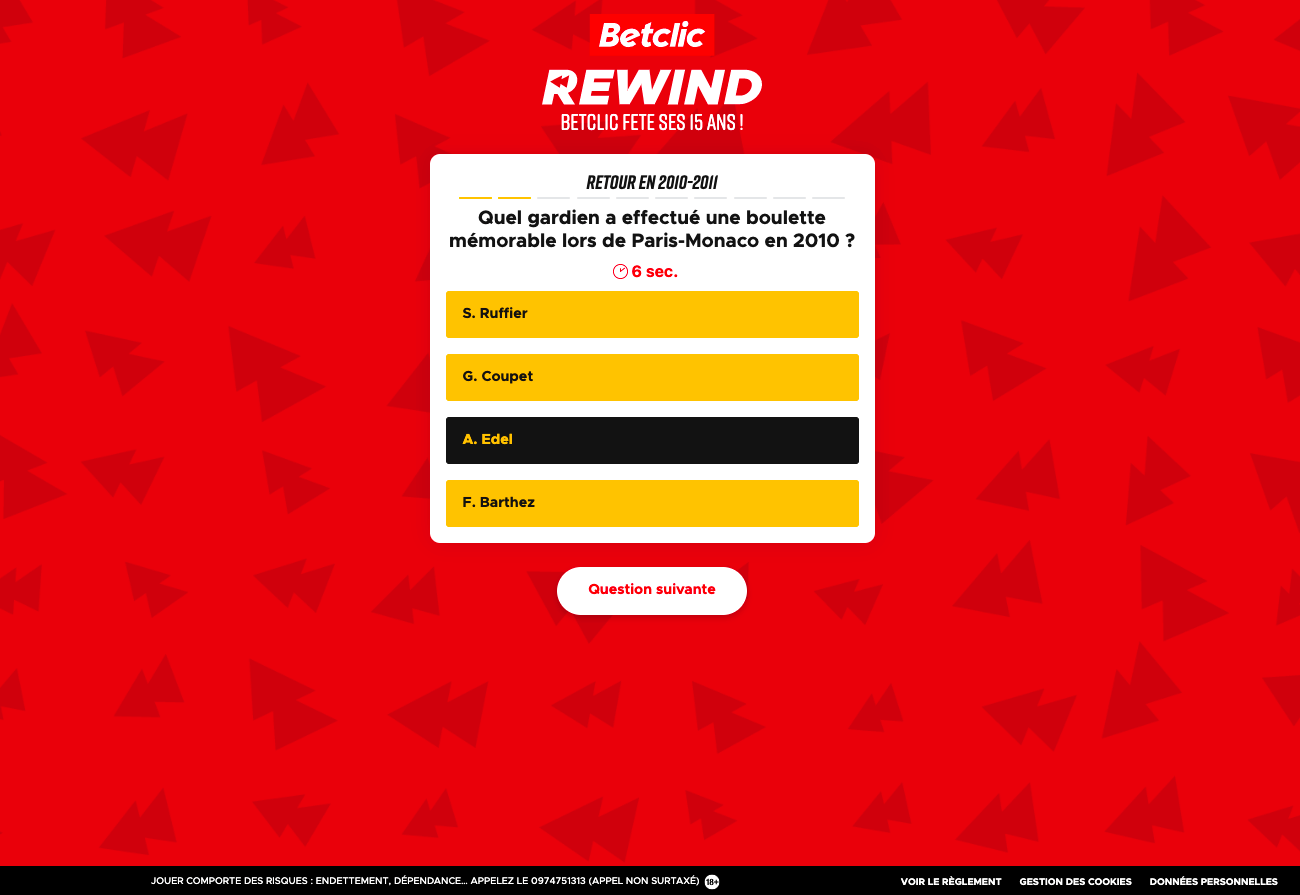 Betclic
REWIND
BETCLIC FETE SES 15 ANS !
RETOUR EN 2010-2011
Quel gardien a effectué une boulette
mémorable lors de Paris-Monaco en 2010 ?
6 sec.
S. Ruffier
G. Coupet
A. Edel
F. Barthez
Question suivante
JOUER COMPORTE DES RISQUES : ENDETTEMENT, DÉPENDANCE... APPELEZ LE 0974751313 (APPEL NON SURTAXÉ) 18+
VOIR LE RÈGLEMENT GESTION DES COOKIES DONNÉES PERSONNELLES